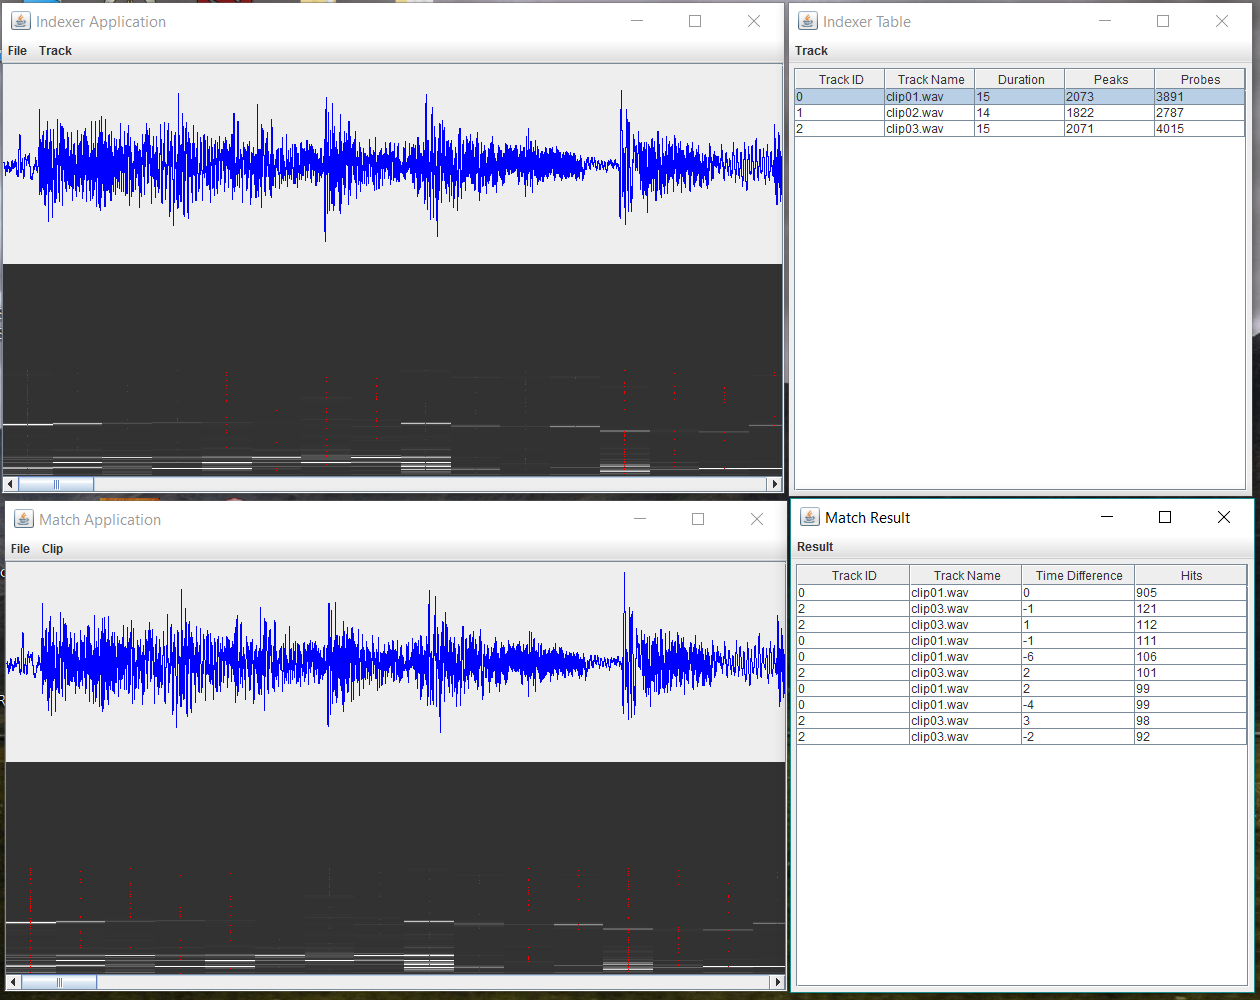 Indexer Application
File Track
Indexer Table
Track
Track ID Track Name Duration Peaks Probes
0 clip01.wav 15 2073 3891
1 clip02.wav 14 1822 2787
2 clip03.wav 15 2071 4015
Match Application
File Clip
Match Result
Result
Track ID Track Name Time Difference Hits
0 clip01.wav 0 905
2 clip03.wav -1 121
2 clip03.wav 1 112
0 clip01.wav -1 111
0 clip01.wav -6 106
2 clip03.wav 2 101
0 clip01.wav 2 99
0 clip01.wav -4 99
2 clip03.wav 3 98
2 clip03.wav -2 92